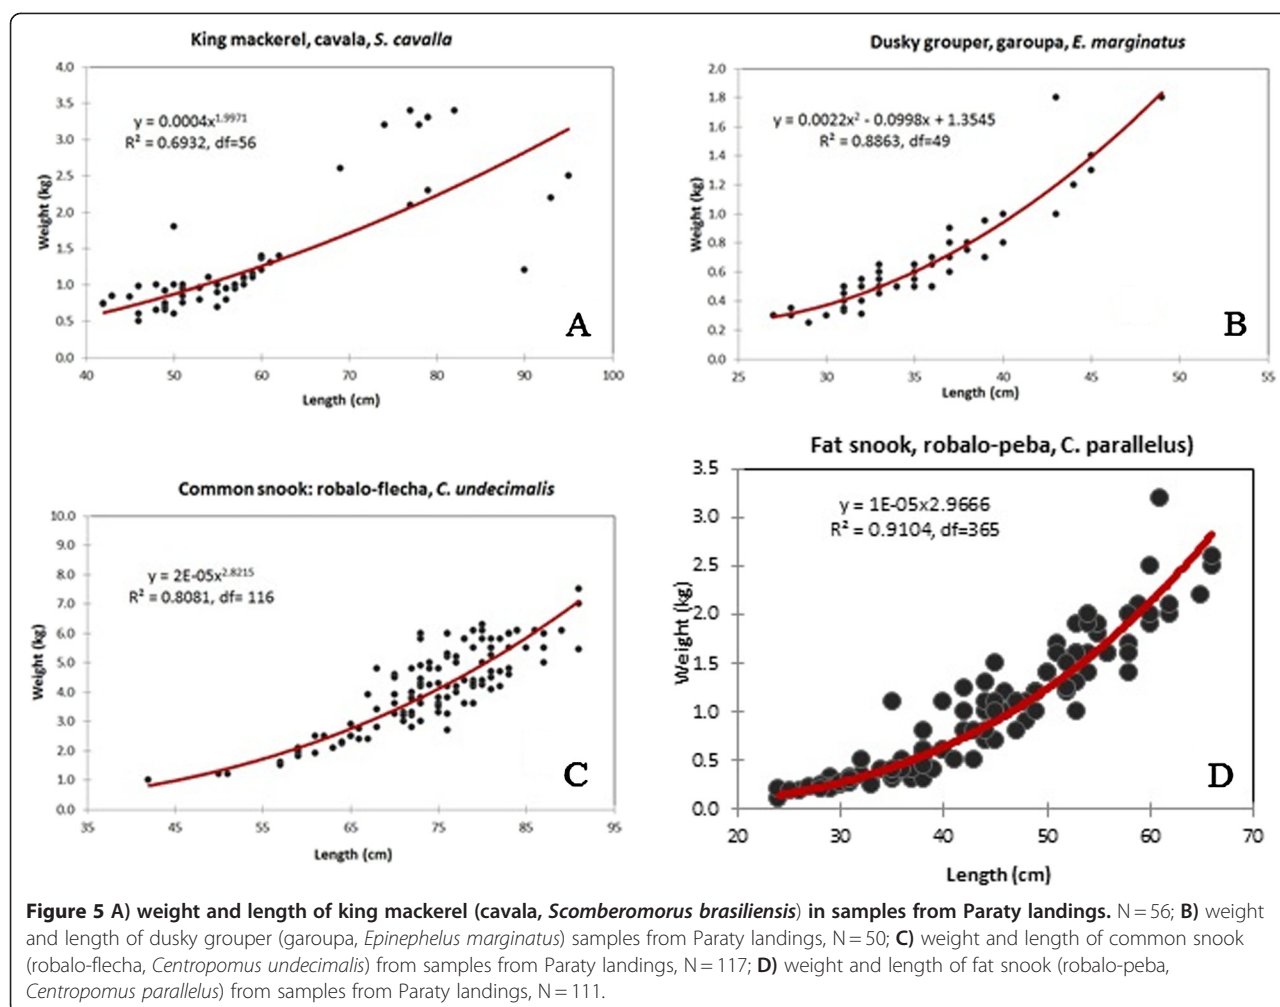 King mackerel, cavala, S. cavalla
4.0
3.5
3.0
2.5
2.0
1.5
1.0
0.5
0.0
Weight (kg)
y = 0.0004x^1.9971
R² = 0.6932, df=56
A
40 50 60 70 80 90 100
Length (cm)
Dusky grouper, garoupa, E. marginatus
2.0
1.8
1.6
1.4
1.2
1.0
0.8
0.6
0.4
0.2
0.0
Weight (kg)
y = 0.0022x² - 0.0998x + 1.3545
R² = 0.8863, df=49
B
25 30 35 40 45 50 55
Length (cm)
Common snook: robalo-flecha, C. undecimalis
10.0
9.0
8.0
7.0
6.0
5.0
4.0
3.0
2.0
1.0
0.0
Weight (kg)
y = 2E-05x^2.8215
R² = 0.8081, df= 116
C
35 45 55 65 75 85 95
Length (cm)
Fat snook, robalo-peba, C. parallelus)
3.5
3.0
2.5
2.0
1.5
1.0
0.5
0.0
Weight (kg)
y = 1E-05x2.9666
R² = 0.9104, df=365
D
20 30 40 50 60 70
Length (cm)
Figure 5 A) weight and length of king mackerel (cavala, Scomberomorus brasiliensis) in samples from Paraty landings. N = 56; B) weight
and length of dusky grouper (garoupa, Epinephelus marginatus) samples from Paraty landings, N = 50; C) weight and length of common snook
(robalo-flecha, Centropomus undecimalis) from samples from Paraty landings, N = 117; D) weight and length of fat snook (robalo-peba,
Centropomus parallelus) from samples from Paraty landings, N = 111.